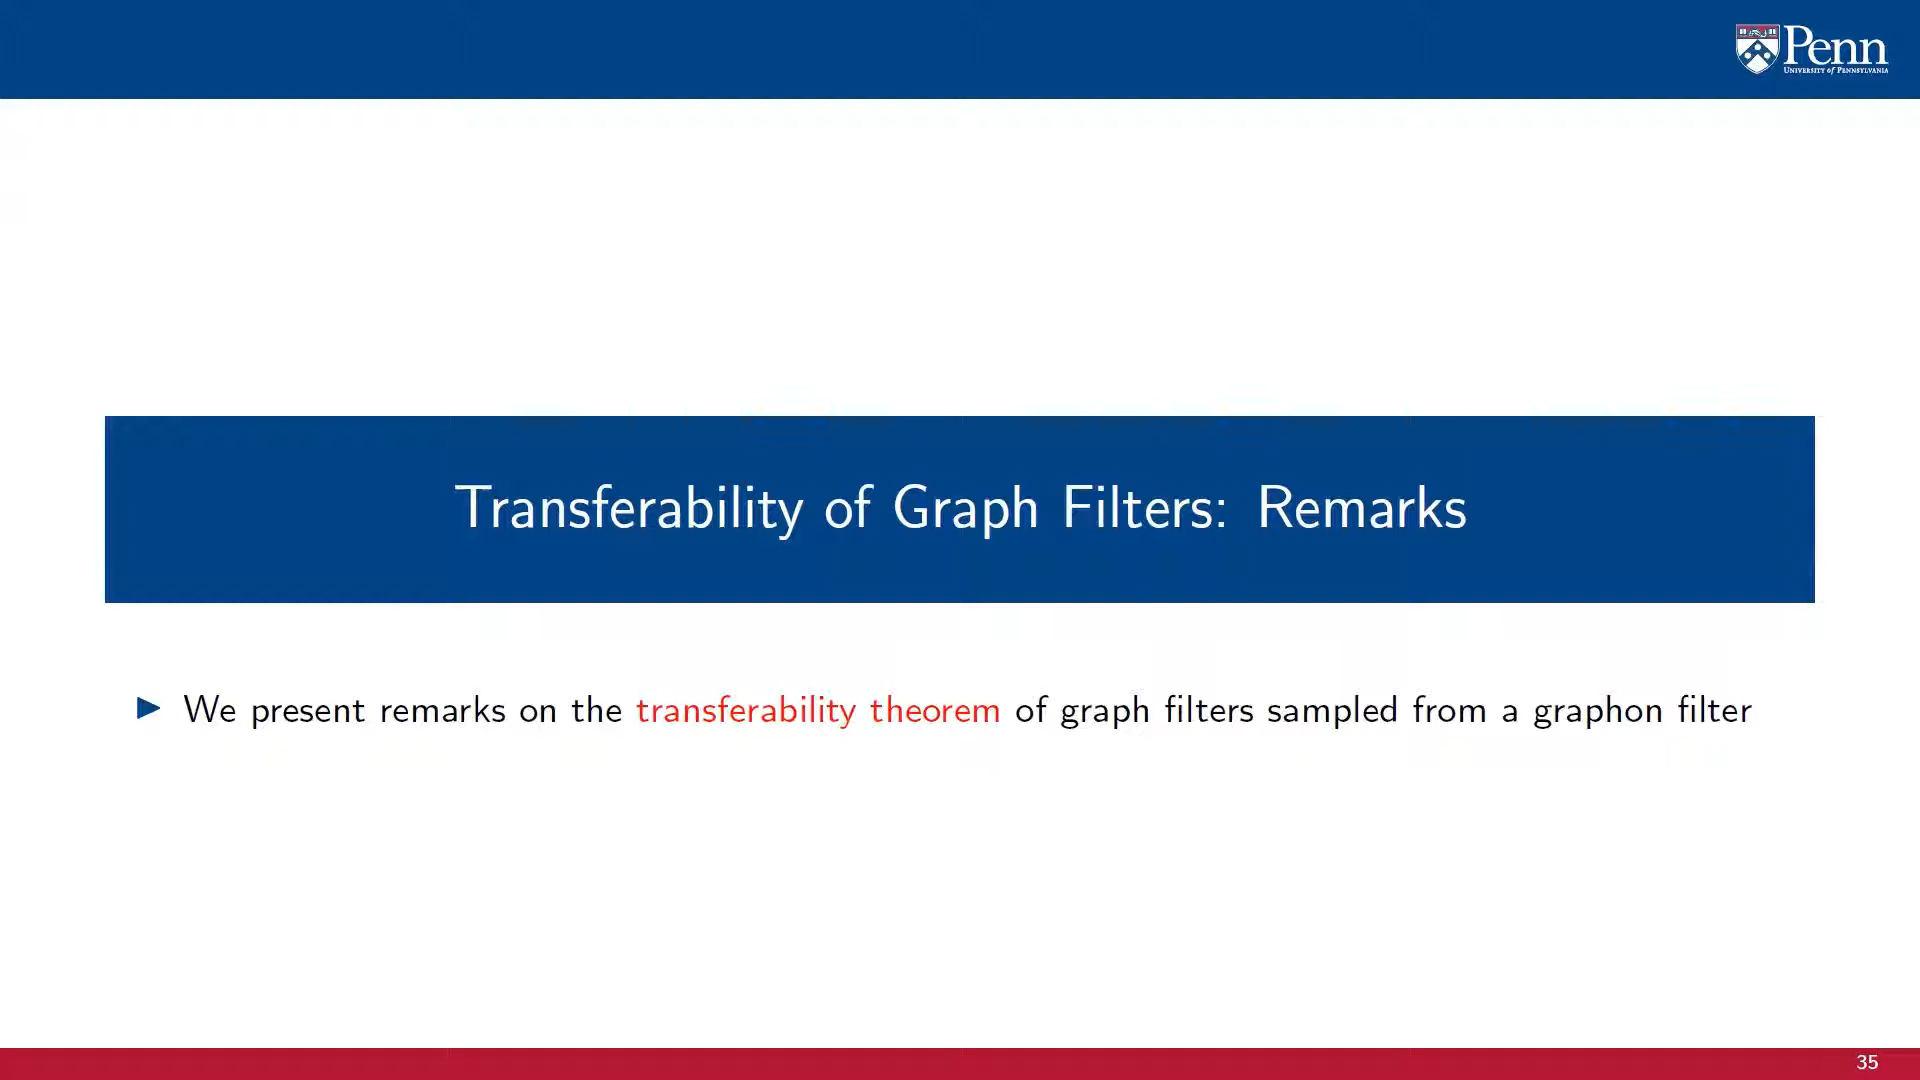 Penn
UNIVERSITY of PENNSYLVANIA
Transferability of Graph Filters: Remarks
We present remarks on the transferability theorem of graph filters sampled from a graphon filter
35